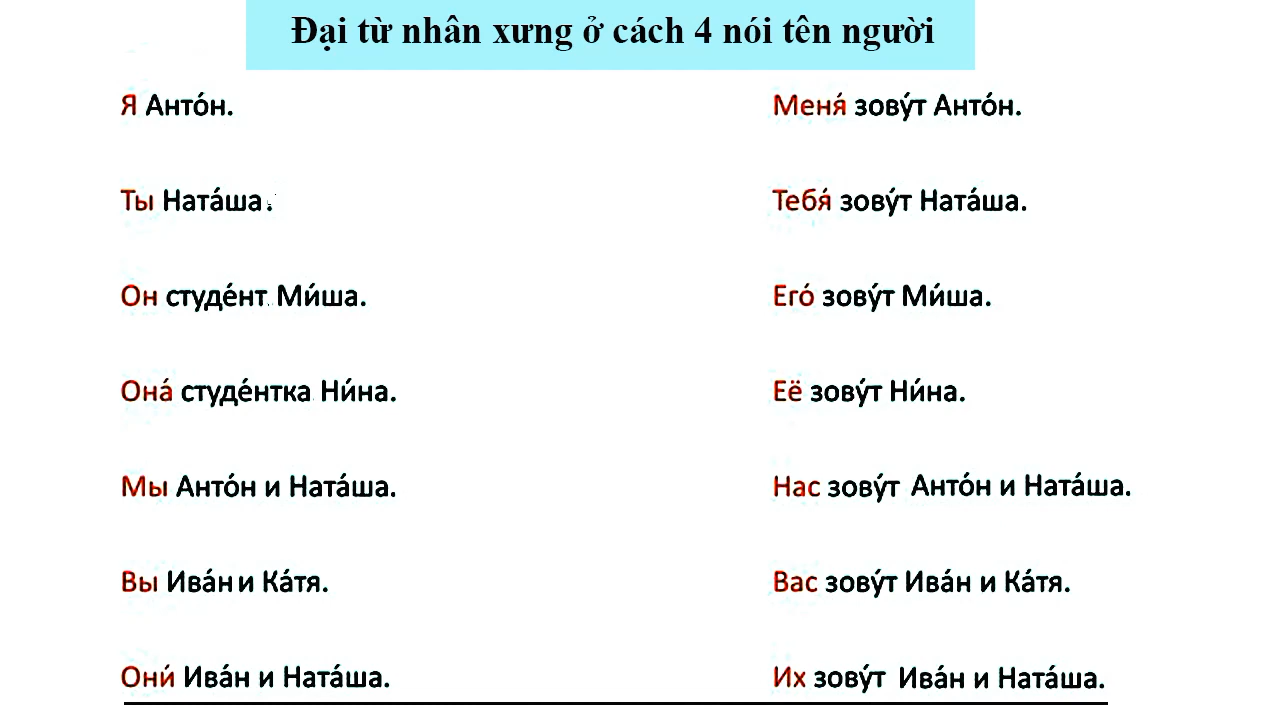 Đại từ nhân xưng ở cách 4 nói tên người
Я Анто́н. Меня́ зову́т Анто́н.
Ты Ната́ша. Тебя́ зову́т Ната́ша.
Он студе́нт Ми́ша. Его́ зову́т Ми́ша.
Она́ студе́нтка Ни́на. Её зову́т Ни́на.
Мы Анто́н и Ната́ша. Нас зову́т Анто́н и Ната́ша.
Вы Ива́н и Ка́тя. Вас зову́т Ива́н и Ка́тя.
Они́ Ива́н и Ната́ша. Их зову́т Ива́н и Ната́ша.